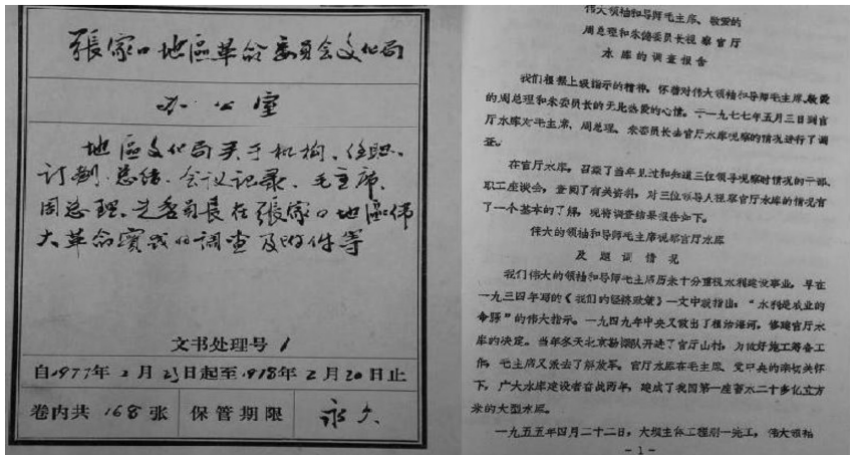 張家口地區革命委員会文化局
办公室
地區文化局关于机构、任职、
订划、总结、会议记录、毛主席、
周总理、朱委員長在張家口地區伟
大革命實践的调查及附件等
文书处理号 1
自1977年2月25日起至1978年2月20日止
卷内共168张 保管期限 永久
伟大领袖和导师毛主席、敬爱的
周总理和朱德委员长视察官厅
水库的调查报告
我们根据上级指示的精神，怀着对伟大领袖和导师毛主席、敬爱
的周总理和朱委员长的无比热爱的心情，于一九七七年五月三日到官
厅水库对毛主席、周总理、朱委员长去官厅水库视察的情况进行了调
查。
在官厅水库，召开了当年见过和知道三位领导视察时情况的干部、
职工座谈会，查阅了有关资料，对三位领导人视察官厅水库的情况有
了一个基本的了解，现将调查结果报告如下。
伟大的领袖和导师毛主席视察官厅水库
及题词情况
我们伟大的领袖和导师毛主席历来十分重视水利建设事业，早在
一九三四年写的《我们的经济政策》一文中就指出：“水利是农业的
命脉”的伟大指示。一九四九年中央又做出了根治海河，修建官厅水
库的决定。当年冬天北京勘测队开进了官厅山村，为做好施工筹备工
作，毛主席又派去了解放军。官厅水库在毛主席、党中央的亲切关怀
下，广大水库建设者奋战两年，建成了我国第一座蓄水二十多亿立方
米的大型水库。
一九五五年四月二十二日，大坝主体工程刚一完工，伟大领袖
-1-